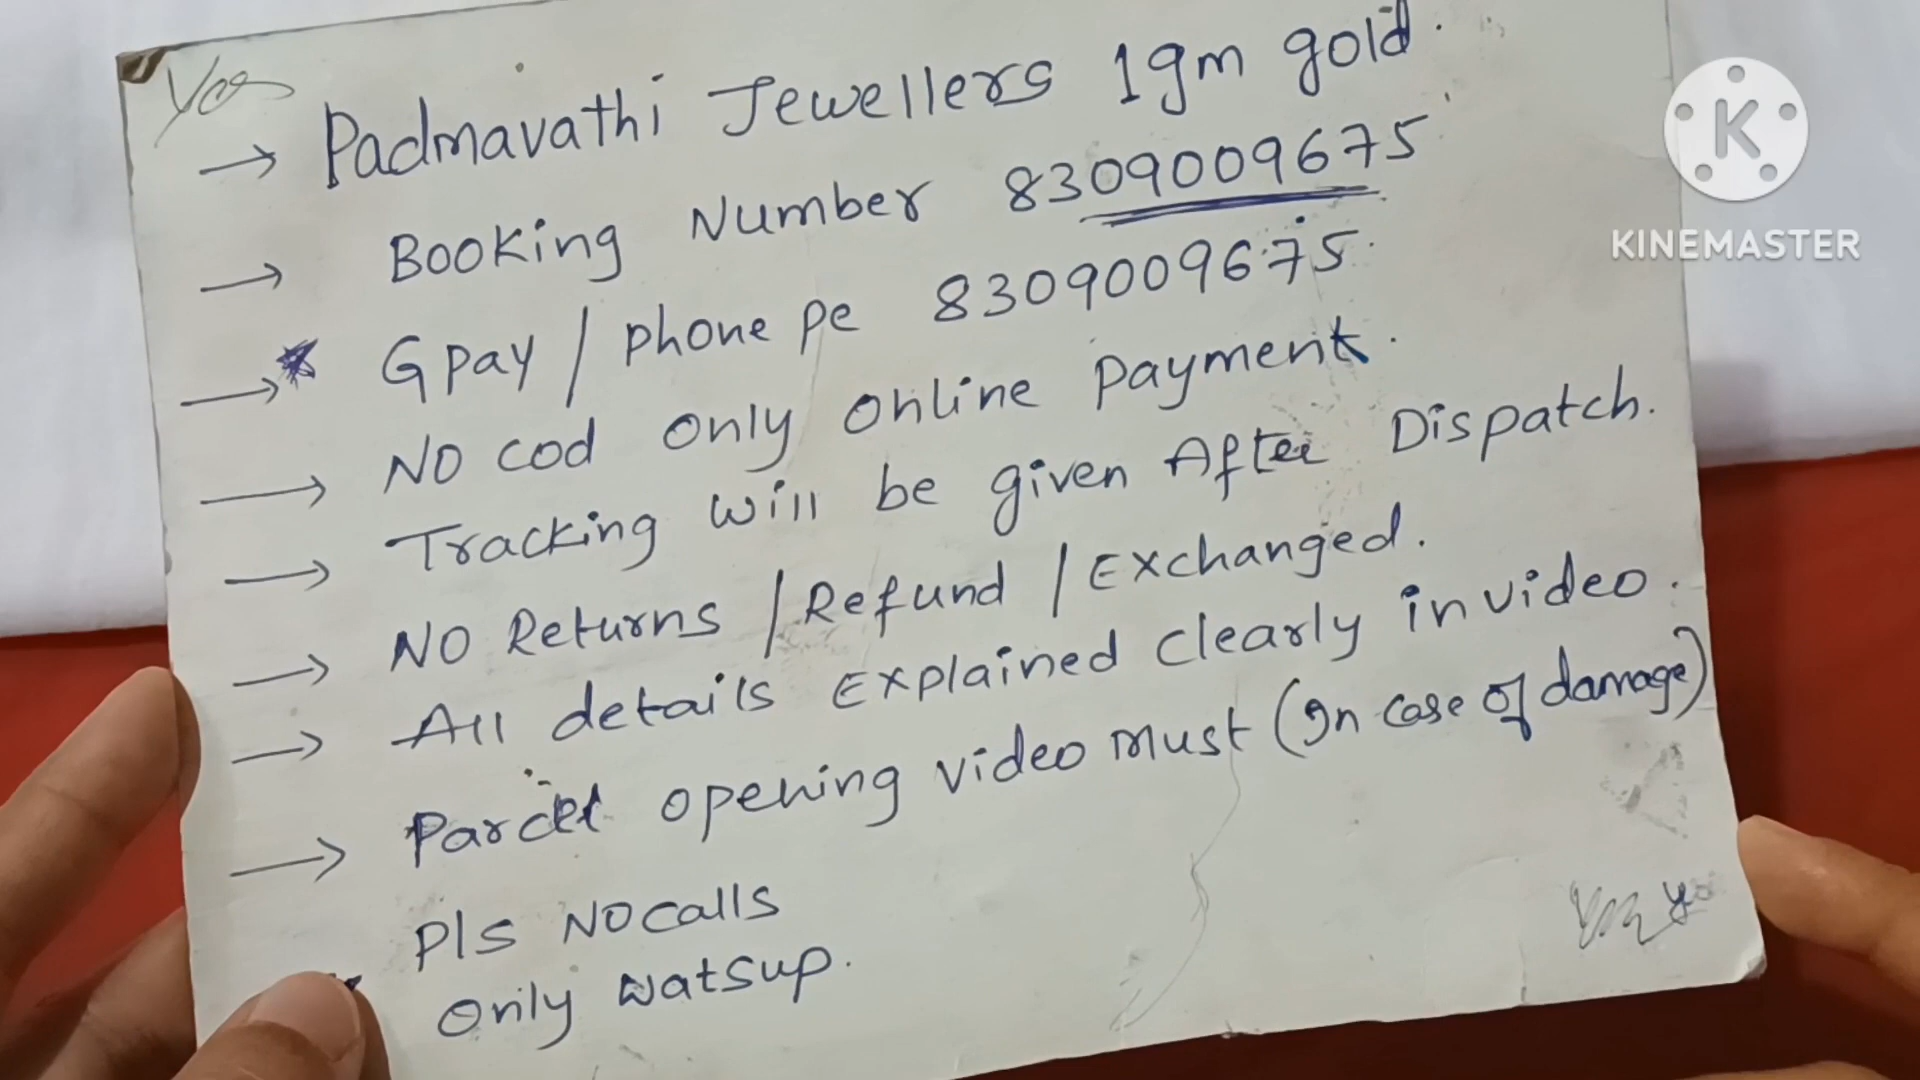 Yes
→ Padmavathi Jewellers 1gm gold.
→ Booking Number 8309009675
→ * Gpay / Phone pe 8309009675.
→ NO cod only online payment.
→ Tracking will be given After Dispatch.
→ NO Returns / Refund / Exchanged.
→ All details Explained clearly in video.
→ Parcel opening video must (In case of damage)
Pls NO calls
only watsup.
K
KINEMASTER